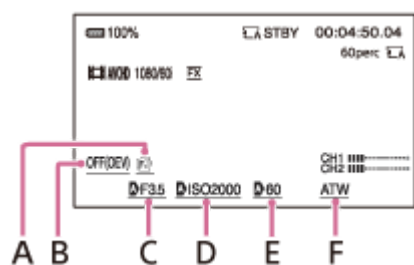 100% STBY 00:04:50.04
60perc
AVCHD 1080/60 FX
OFF(DEV)
CH1
CH2
F3.5 ISO2000 60 ATW
A B C D E F